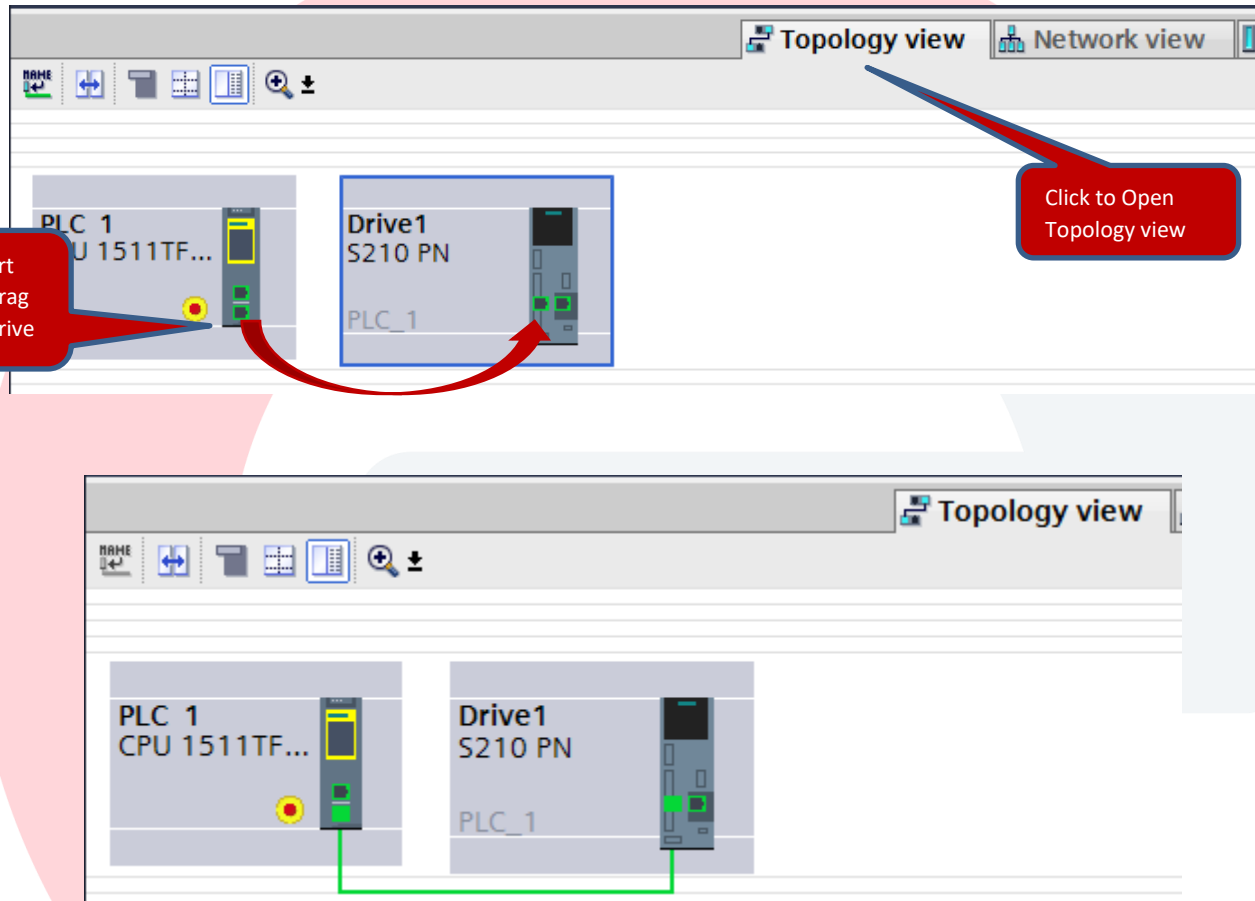 Topology view
Network view
NAME
Click to Open
Topology view
PLC_1
U 1511TF...
Drive1
S210 PN
PLC_1
rt
rag
rive
Topology view
NAME
PLC_1
CPU 1511TF...
Drive1
S210 PN
PLC_1